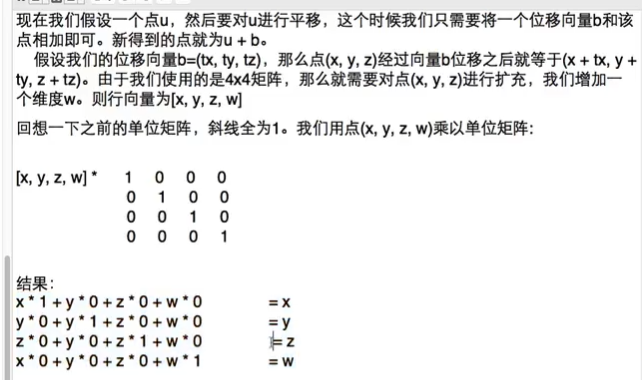 现在我们假设一个点u，然后要对u进行平移，这个时候我们只需要将一个位移向量b和该
点相加即可。新得到的点就为u + b。
假设我们的位移向量b=(tx, ty, tz)，那么点(x, y, z)经过向量b位移之后就等于(x + tx, y +
ty, z + tz)。由于我们使用的是4x4矩阵，那么就需要对点(x, y, z)进行扩充，我们增加一
个维度w。则行向量为[x, y, z, w]
回想一下之前的单位矩阵，斜线全为1。我们用点(x, y, z, w)乘以单位矩阵:
[x, y, z, w] * 1 0 0 0
0 1 0 0
0 0 1 0
0 0 0 1
结果:
x * 1 + y * 0 + z * 0 + w * 0 = x
y * 0 + y * 1 + z * 0 + w * 0 = y
z * 0 + y * 0 + z * 1 + w * 0 = z
x * 0 + y * 0 + z * 0 + w * 1 = w